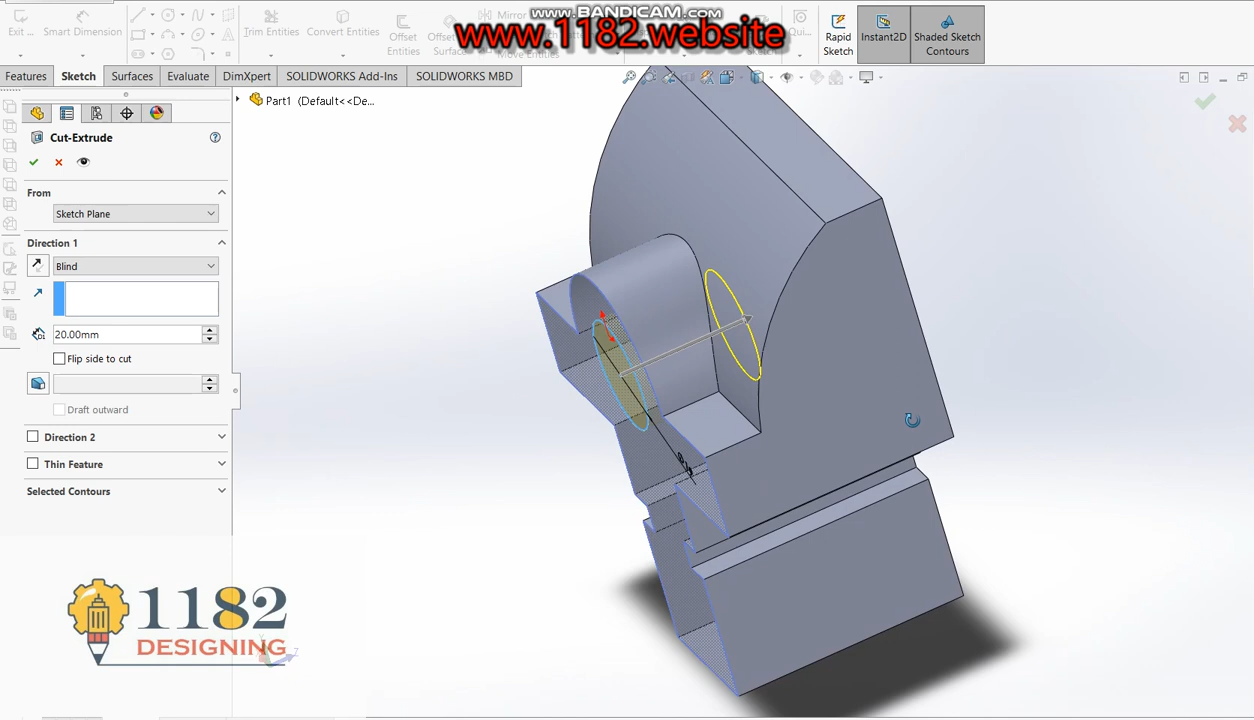 www.BANDICAM.com
www.1182.website
Exit ...
Smart Dimension
Trim Entities
Convert Entities
Offset Entities
Mirror
Move Entities
Rapid Sketch
Instant2D
Shaded Sketch Contours
Features
Sketch
Surfaces
Evaluate
DimXpert
SOLIDWORKS Add-Ins
SOLIDWORKS MBD
Part1 (Default<<De...
Cut-Extrude
From
Sketch Plane
Direction 1
Blind
20.00mm
Flip side to cut
Draft outward
Direction 2
Thin Feature
Selected Contours
1182
DESIGNING
Z